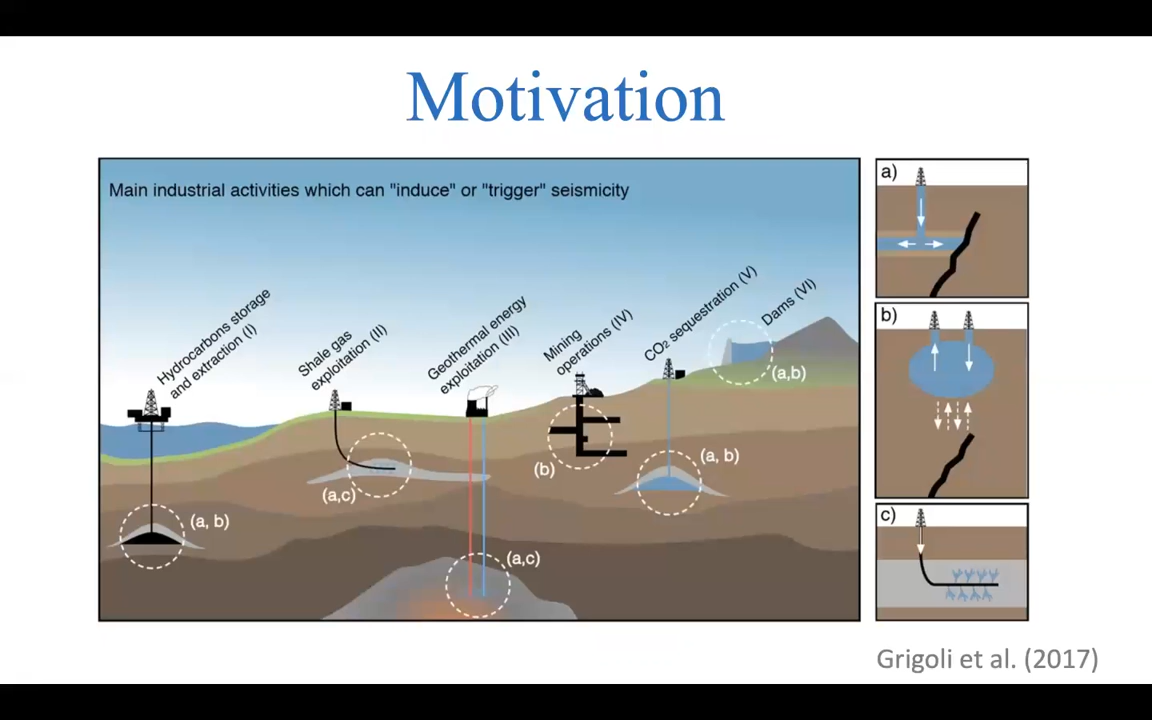 Motivation
Main industrial activities which can "induce" or "trigger" seismicity
Hydrocarbons storage
and extraction (I)
(a, b)
Shale gas
exploitation (II)
(a,c)
Geothermal energy
exploitation (III)
(a,c)
Mining
operations (IV)
(b)
CO₂ sequestration (V)
(a, b)
Dams (VI)
(a,b)
a)
b)
c)
Grigoli et al. (2017)